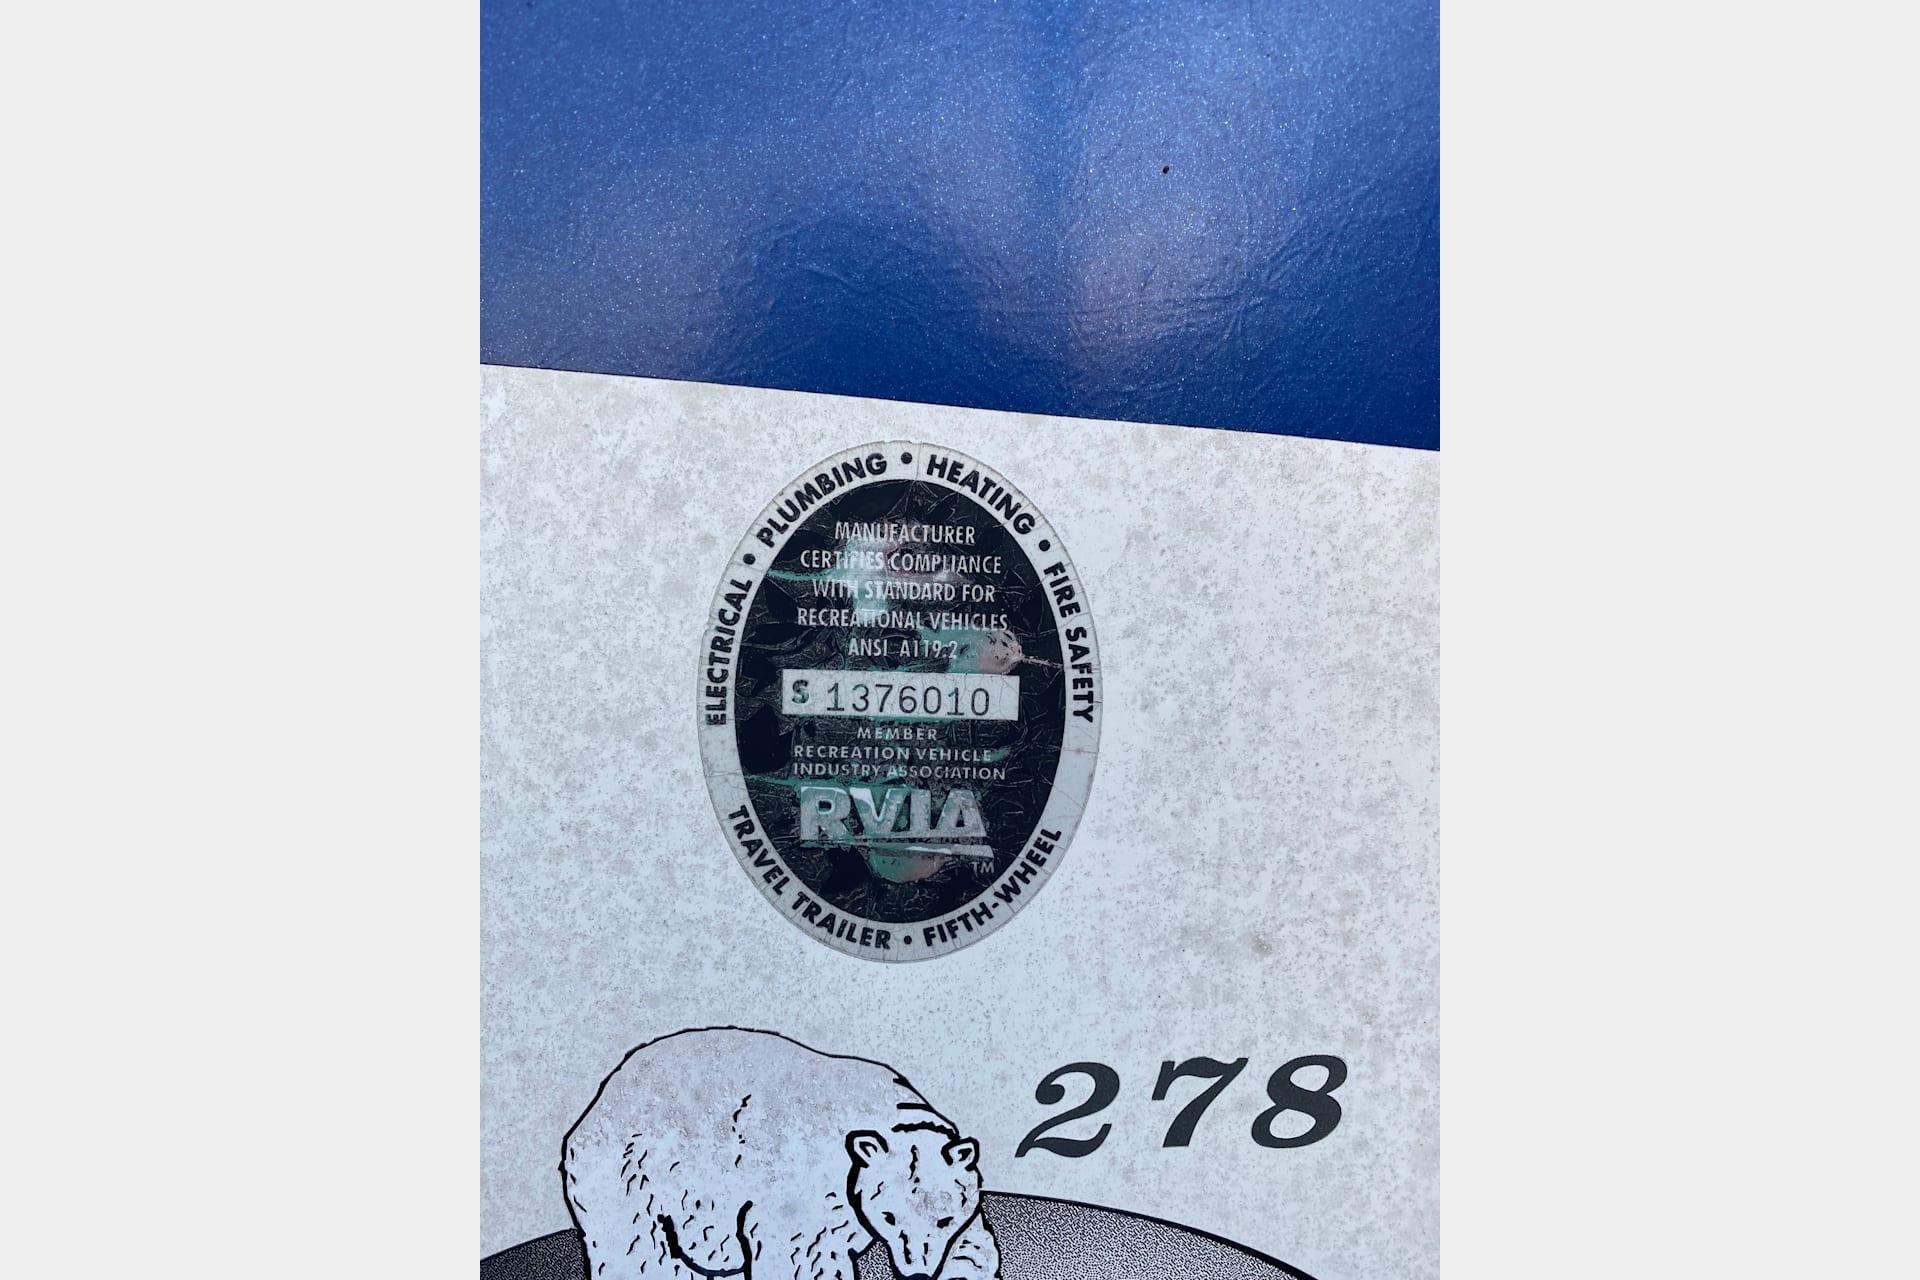 ELECTRICAL • PLUMBING • HEATING • FIRE SAFETY
MANUFACTURER
CERTIFIES COMPLIANCE
WITH STANDARD FOR
RECREATIONAL VEHICLES
ANSI A119.2
S 1376010
MEMBER
RECREATION VEHICLE
INDUSTRY ASSOCIATION
RVIA
TM
TRAVEL TRAILER • FIFTH-WHEEL
278